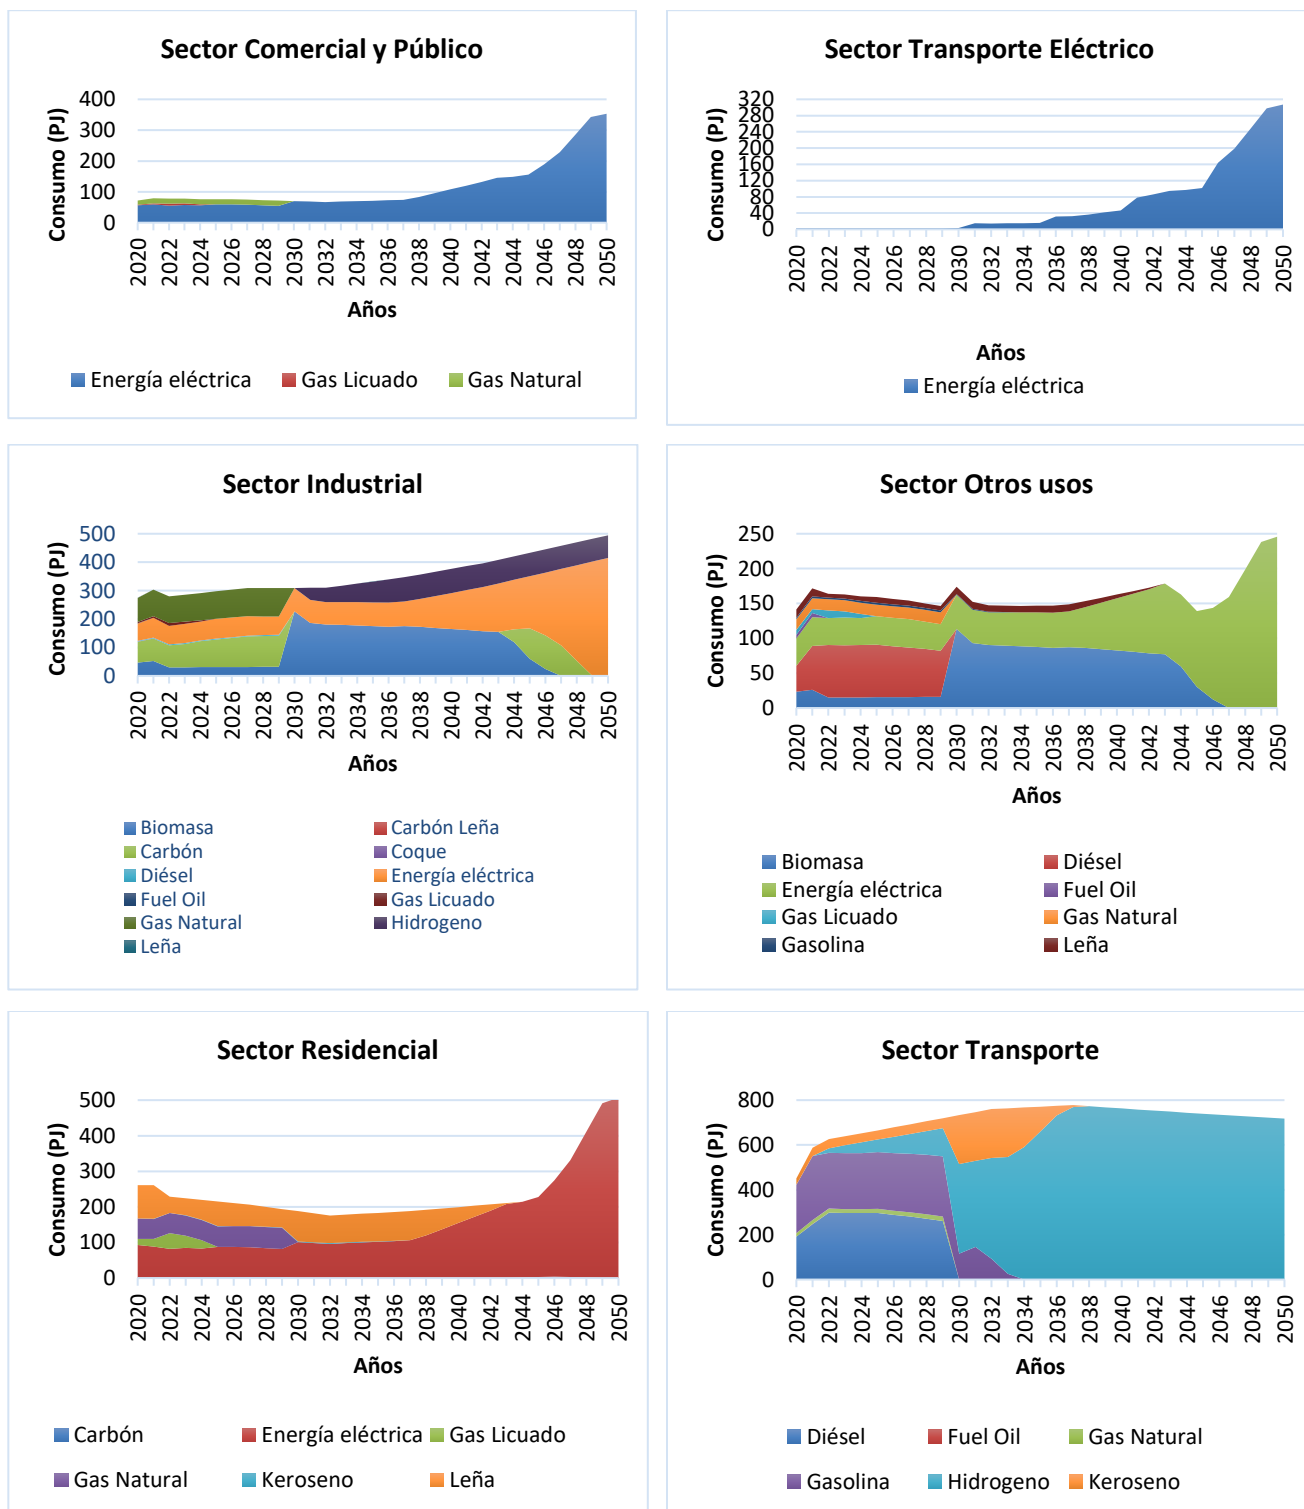 Sector Comercial y Público
Consumo (PJ)
400
300
200
100
0
2020 2022 2024 2026 2028 2030 2032 2034 2036 2038 2040 2042 2044 2046 2048 2050
Años
Energía eléctrica Gas Licuado Gas Natural
Sector Transporte Eléctrico
Consumo (PJ)
320
280
240
200
160
120
80
40
0
2020 2022 2024 2026 2028 2030 2032 2034 2036 2038 2040 2042 2044 2046 2048 2050
Años
Energía eléctrica
Sector Industrial
Consumo (PJ)
500
400
300
200
100
0
2020 2022 2024 2026 2028 2030 2032 2034 2036 2038 2040 2042 2044 2046 2048 2050
Años
Biomasa Carbón Leña
Carbón Coque
Diésel Energía eléctrica
Fuel Oil Gas Licuado
Gas Natural Hidrogeno
Leña
Sector Otros usos
Consumo (PJ)
250
200
150
100
50
0
2020 2022 2024 2026 2028 2030 2032 2034 2036 2038 2040 2042 2044 2046 2048 2050
Años
Biomasa Diésel
Energía eléctrica Fuel Oil
Gas Licuado Gas Natural
Gasolina Leña
Sector Residencial
Consumo (PJ)
500
400
300
200
100
0
2020 2022 2024 2026 2028 2030 2032 2034 2036 2038 2040 2042 2044 2046 2048 2050
Años
Carbón Energía eléctrica Gas Licuado
Gas Natural Keroseno Leña
Sector Transporte
Consumo (PJ)
800
600
400
200
0
2020 2022 2024 2026 2028 2030 2032 2034 2036 2038 2040 2042 2044 2046 2048 2050
Años
Diésel Fuel Oil Gas Natural
Gasolina Hidrogeno Keroseno